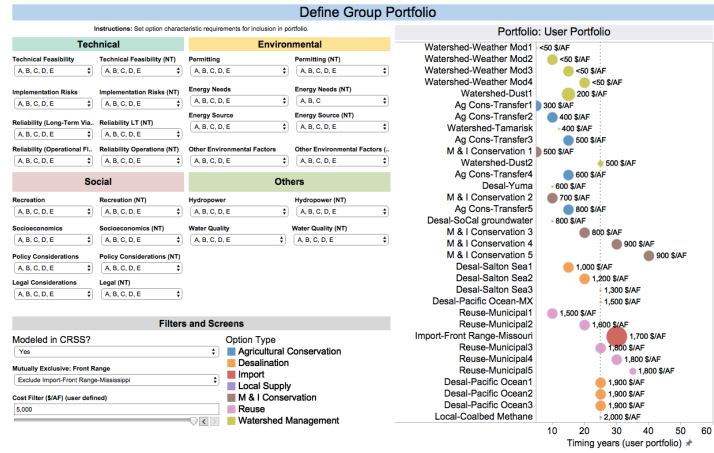 Define Group Portfolio
Instructions: Set option characteristic requirements for inclusion in portfolio.
Technical
Environmental
Technical Feasibility
Technical Feasibility (NT)
Permitting
Permitting (NT)
A, B, C, D, E
A, B, C, D, E
A, B, C, D, E
A, B, C, D, E
Implementation Risks
Implementation Risks (NT)
Energy Needs
Energy Needs (NT)
A, B, C, D, E
A, B, C, D, E
A, B, C, D, E
A, B, C
Reliability (Long-Term Via..
Reliability LT (NT)
Energy Source
Energy Source (NT)
A, B, C, D, E
A, B, C, D, E
A, B, C, D, E
A, B, C, D, E
Reliability (Operational Fl..
Reliability Operations (NT)
Other Environmental Factors
Other Environmental Factors (..
A, B, C, D, E
A, B, C, D, E
A, B, C, D, E
A, B, C, D, E
Social
Others
Recreation
Recreation (NT)
Hydropower
Hydropower (NT)
A, B, C, D, E
A, B, C, D, E
A, B, C, D, E
A, B, C, D, E
Socioeconomics
Socioeconomics (NT)
Water Quality
Water Quality (NT)
A, B, C, D, E
A, B, C, D, E
A, B, C, D, E
A, B, C, D, E
Policy Considerations
Policy Considerations (NT)
A, B, C, D, E
A, B, C, D, E
Legal Considerations
Legal (NT)
A, B, C, D, E
A, B, C, D, E
Filters and Screens
Modeled in CRSS?
Yes
Mutually Exclusive: Front Range
Exclude Import-Front Range-Mississippi
Cost Filter ($/AF) (user defined)
5,000
Option Type
Agricultural Conservation
Desalination
Import
Local Supply
M & I Conservation
Reuse
Watershed Management
Portfolio: User Portfolio
Watershed-Weather Mod1 <50 $/AF
Watershed-Weather Mod2 <50 $/AF
Watershed-Weather Mod3 <50 $/AF
Watershed-Weather Mod4 <50 $/AF
Watershed-Dust1 200 $/AF
Ag Cons-Transfer1 300 $/AF
Ag Cons-Transfer2 400 $/AF
Watershed-Tamarisk 400 $/AF
Ag Cons-Transfer3 500 $/AF
M & I Conservation 1 500 $/AF
Watershed-Dust2 500 $/AF
Ag Cons-Transfer4 600 $/AF
Desal-Yuma 600 $/AF
M & I Conservation 2 700 $/AF
Ag Cons-Transfer5 800 $/AF
Desal-SoCal groundwater 800 $/AF
M & I Conservation 3 800 $/AF
M & I Conservation 4 900 $/AF
M & I Conservation 5 900 $/AF
Desal-Salton Sea1 1,000 $/AF
Desal-Salton Sea2 1,200 $/AF
Desal-Salton Sea3 1,300 $/AF
Desal-Pacific Ocean-MX 1,500 $/AF
Reuse-Municipal1 1,500 $/AF
Reuse-Municipal2 1,600 $/AF
Import-Front Range-Missouri 1,700 $/AF
Reuse-Municipal3 1,800 $/AF
Reuse-Municipal4 1,800 $/AF
Reuse-Municipal5 1,800 $/AF
Desal-Pacific Ocean1 1,900 $/AF
Desal-Pacific Ocean2 1,900 $/AF
Desal-Pacific Ocean3 1,900 $/AF
Local-Coalbed Methane 2,000 $/AF
10 20 30 40 50 60
Timing years (user portfolio)